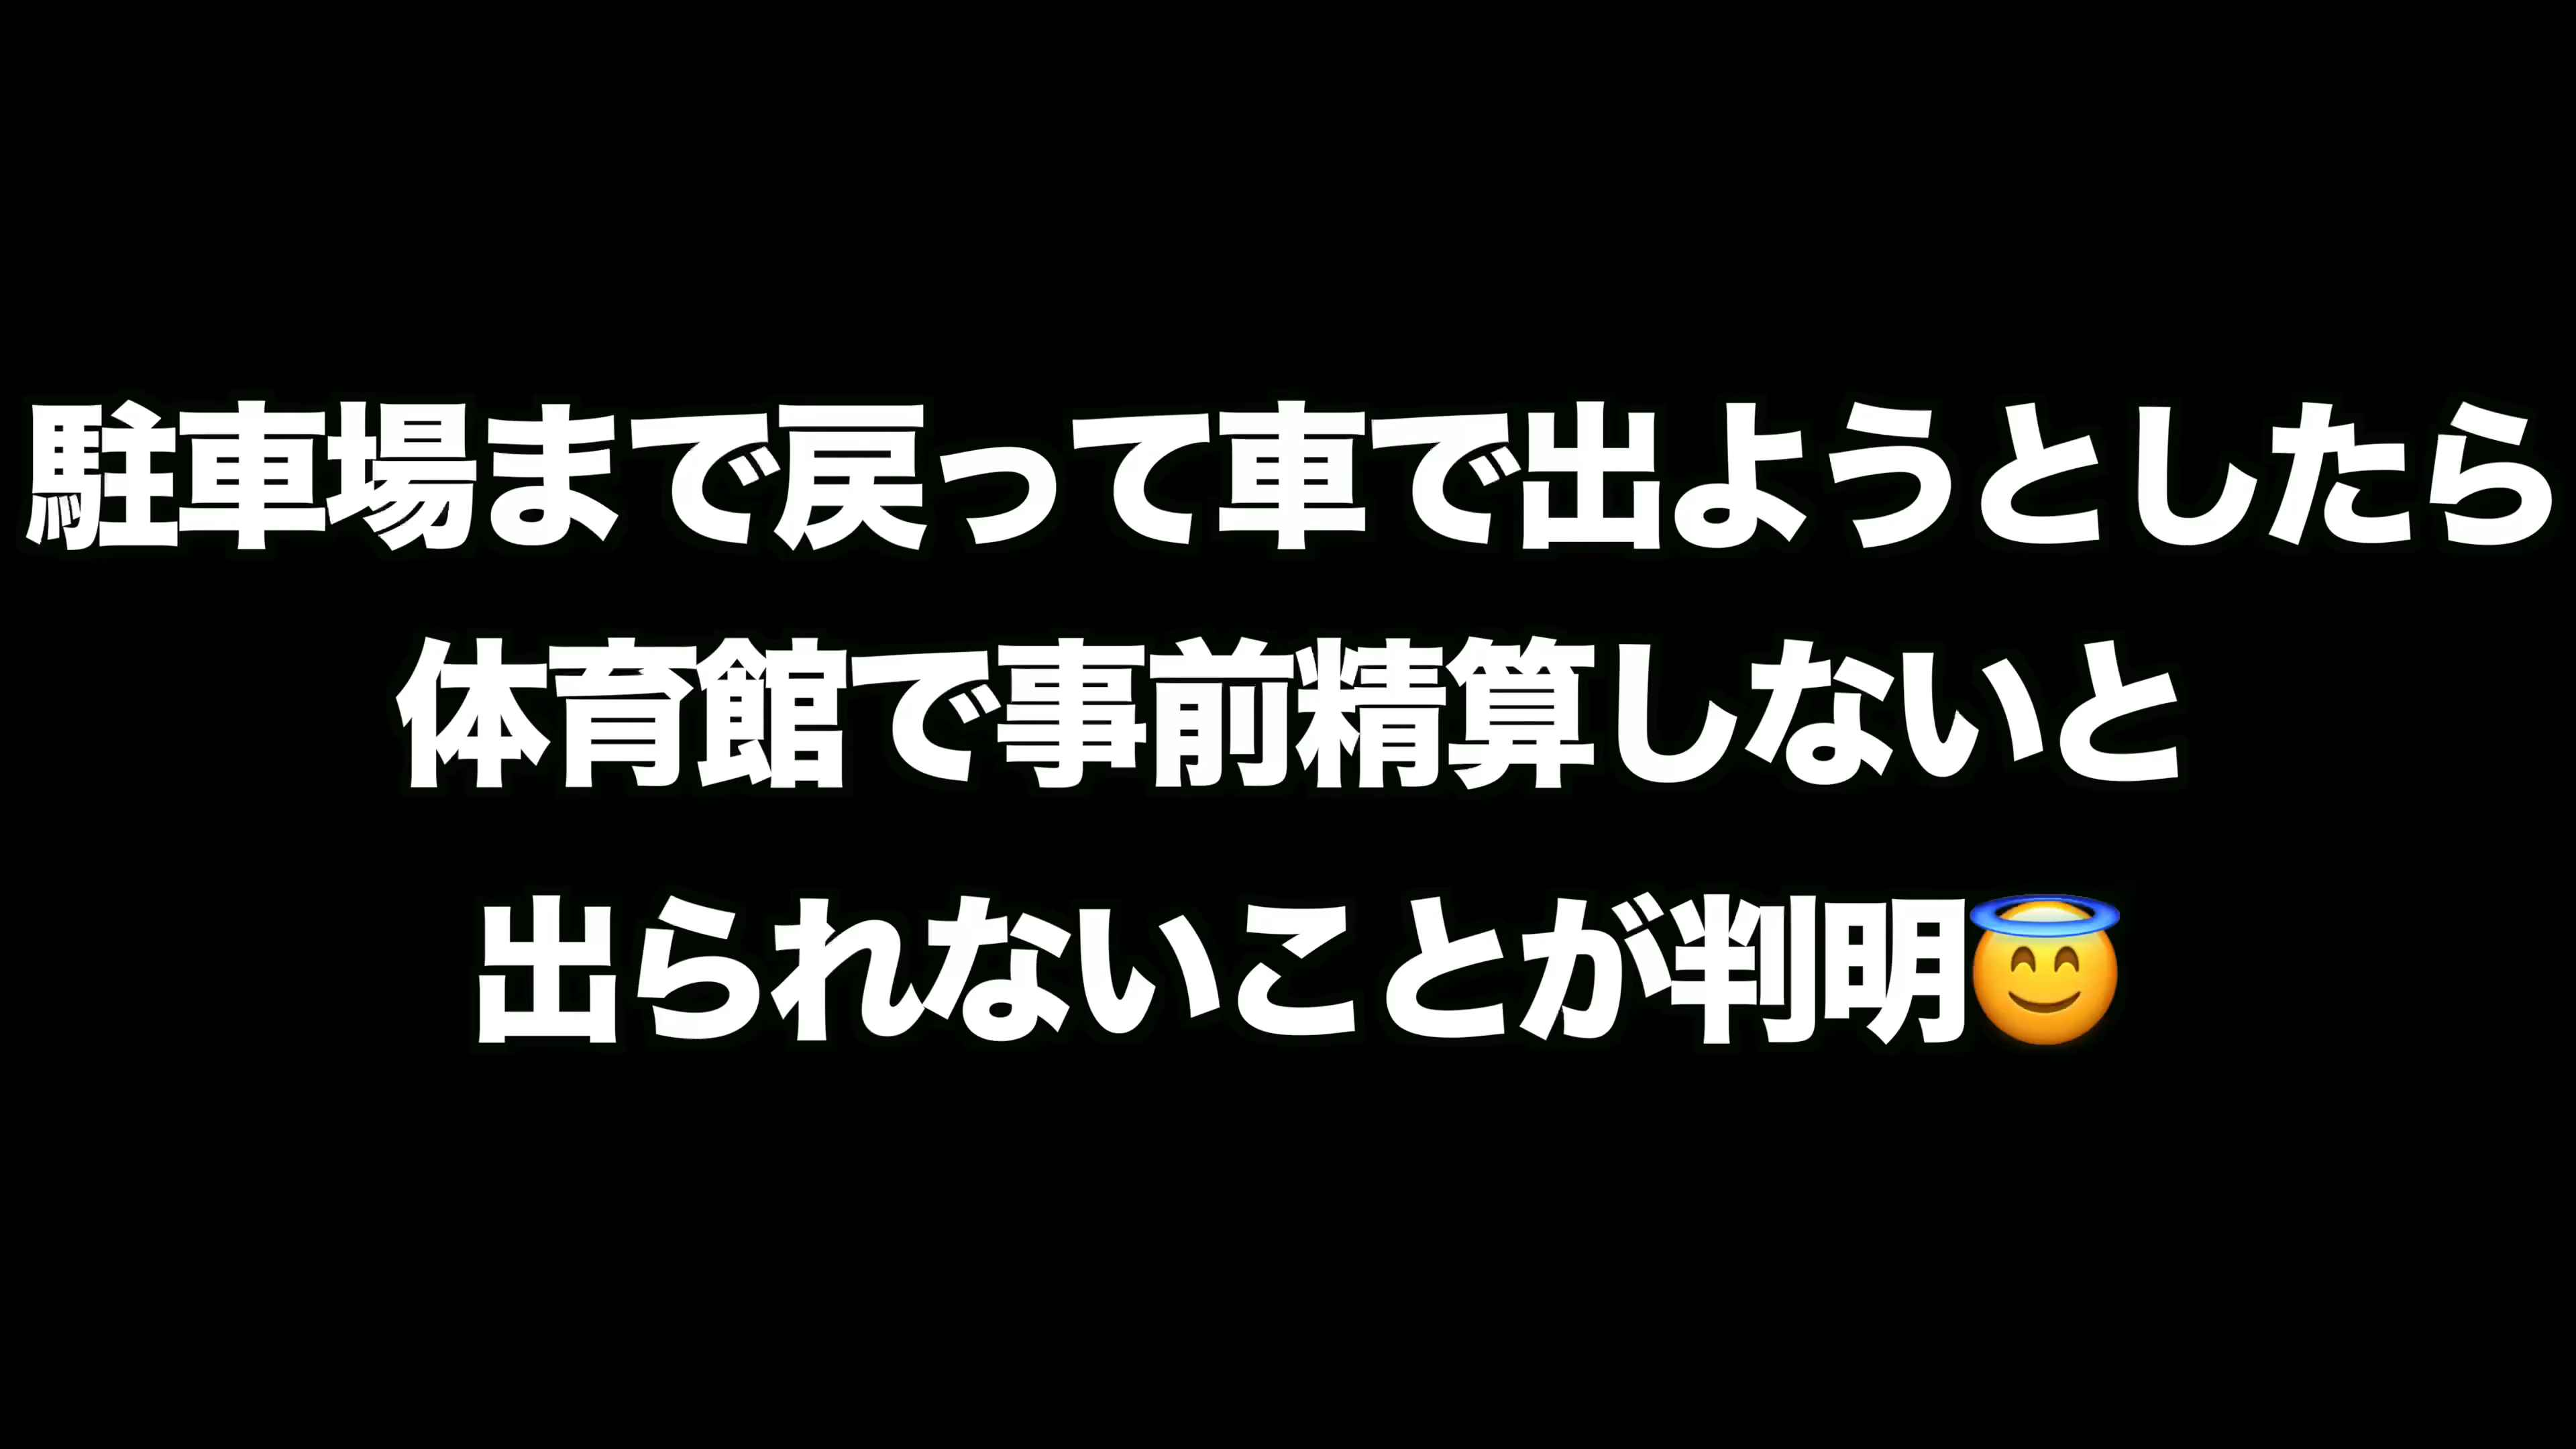 駐車場まで戻って車で出ようとしたら
体育館で事前精算しないと
出られないことが判明😇